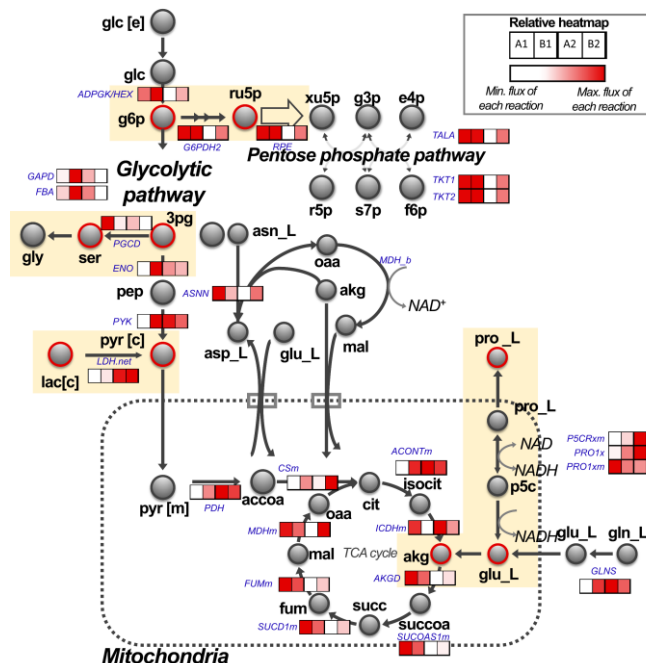 glc [e]
Relative heatmap
A1 B1 A2 B2
Min. flux of each reaction
Max. flux of each reaction
glc
ADPGK/HEX
ru5p
xu5p g3p e4p
g6p
G6PDH2
RPE
TALA
Pentose phosphate pathway
Glycolytic pathway
GAPD
FBA
TKT1
TKT2
r5p s7p f6p
3pg
asn_L
gly
ser
PGCD
oaa
MDH_b
ENO
pep
ASNN
akg
NAD+
PYK
pyr [c]
asp_L
glu_L
mal
pro_L
lac[c]
LDH.net
pro_L
NAD
P5CRxm
PRO1x
PRO1xm
NADH
ACONTm
CSm
isocit
pyr [m]
PDH
accoa
cit
p5c
oaa
MDHm
ICDHm
NADH
glu_L
gln_L
mal
TCA cycle
akg
glu_L
GLNS
FUMm
AKGD
fum
succ
succoa
SUCD1m
SUCOAS1m
Mitochondria